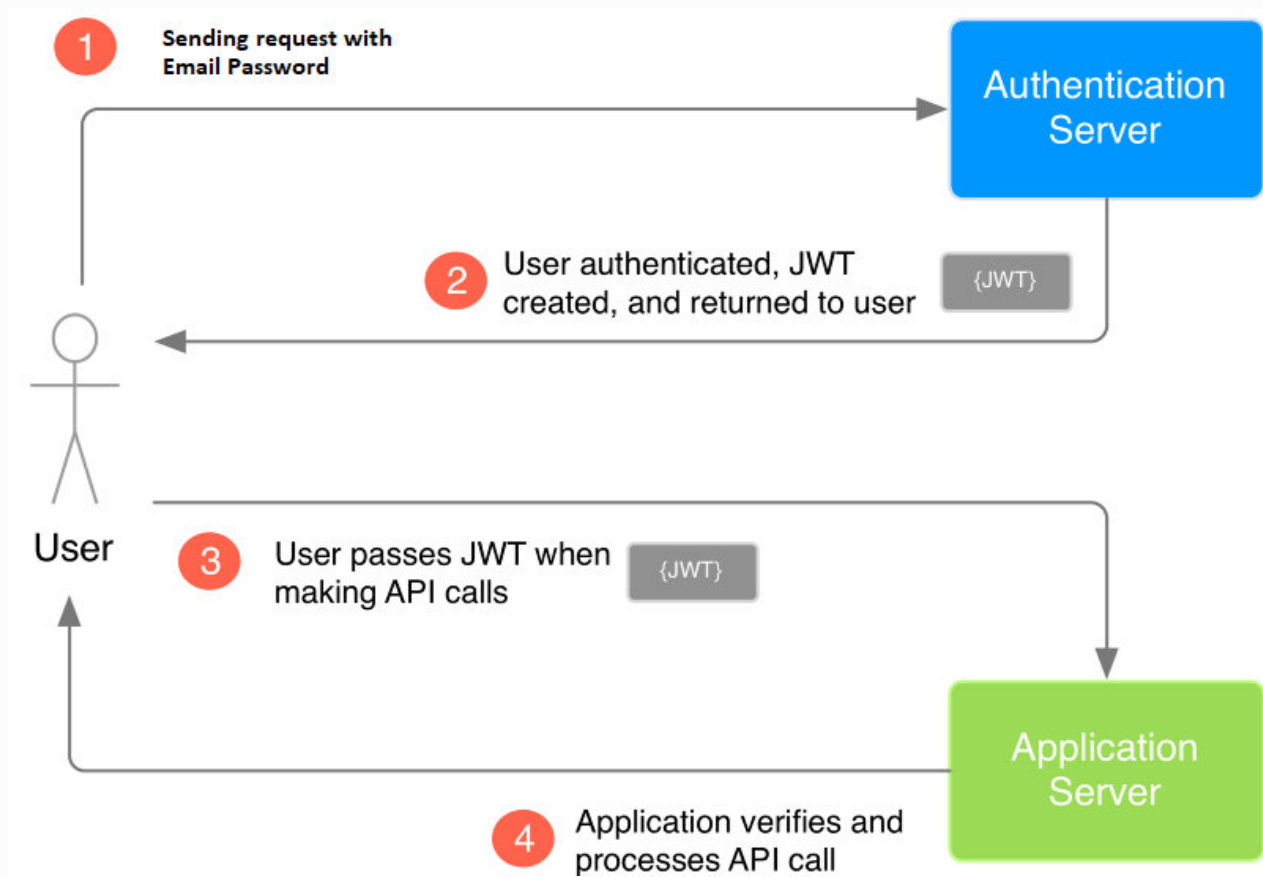 1
Sending request with
Email Password
Authentication
Server
2
User authenticated, JWT
created, and returned to user
{JWT}
User
3
User passes JWT when
making API calls
{JWT}
Application
Server
4
Application verifies and
processes API call